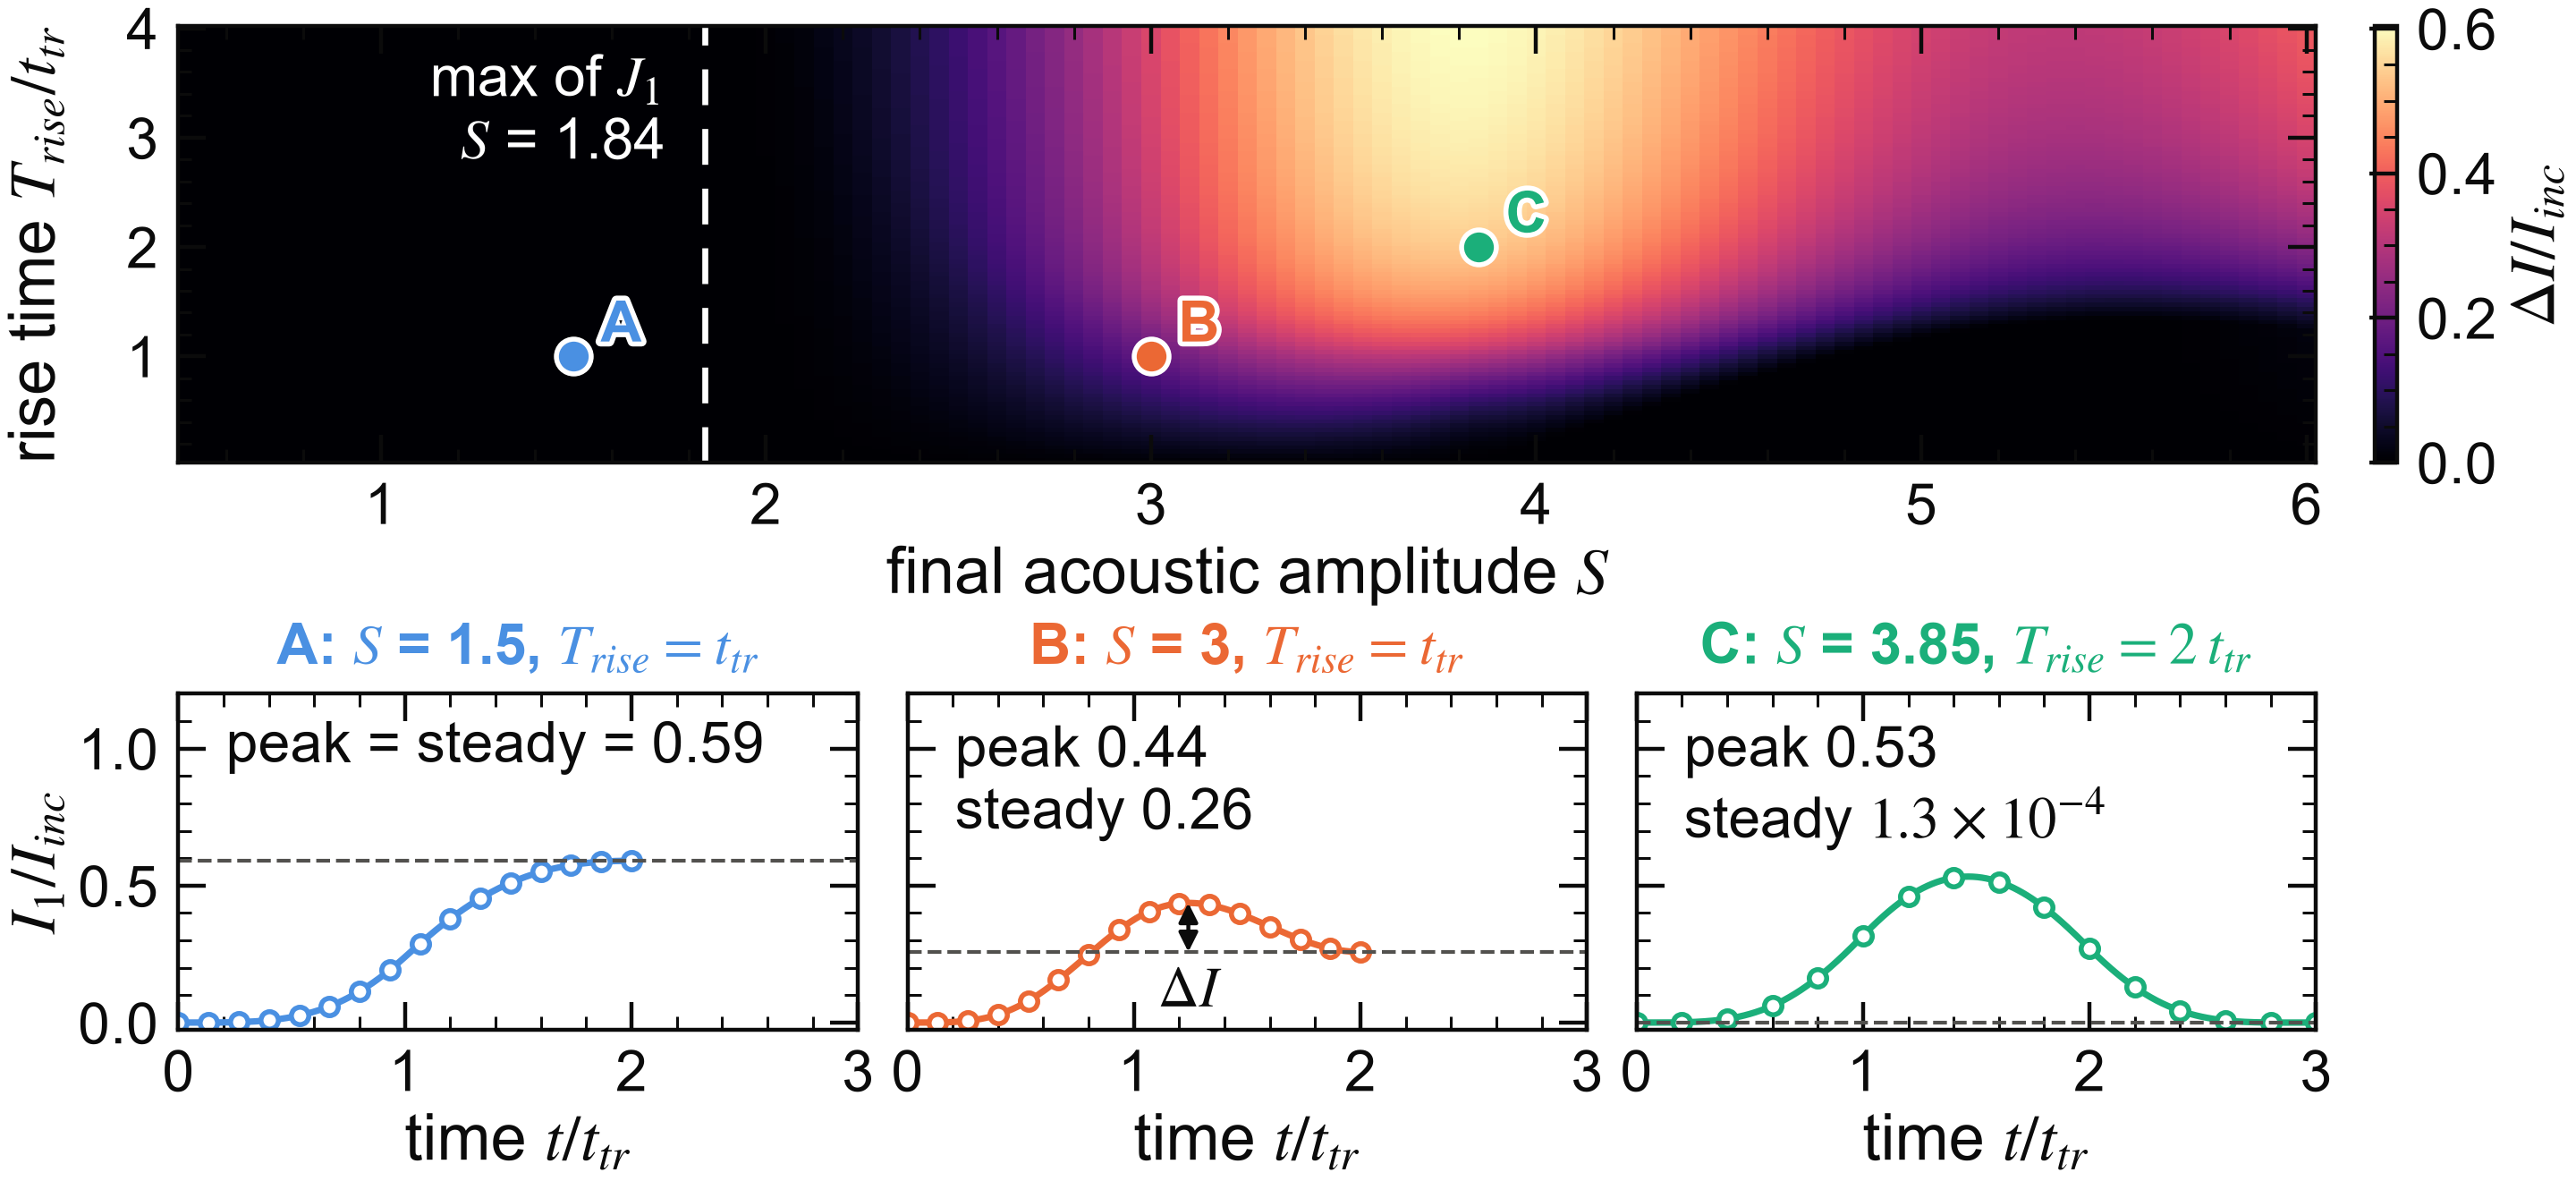 rise time T_rise/t_tr
4
3
2
1
max of J₁
S = 1.84
A
B
C
1 2 3 4 5 6
final acoustic amplitude S
0.6
0.4
0.2
0.0
ΔI/I_inc
A: S = 1.5, T_rise = t_tr
B: S = 3, T_rise = t_tr
C: S = 3.85, T_rise = 2 t_tr
I₁/I_inc
1.0
0.5
0.0
peak = steady = 0.59
0 1 2 3
time t/t_tr
peak 0.44
steady 0.26
ΔI
0 1 2 3
time t/t_tr
peak 0.53
steady 1.3 × 10⁻⁴
0 1 2 3
time t/t_tr